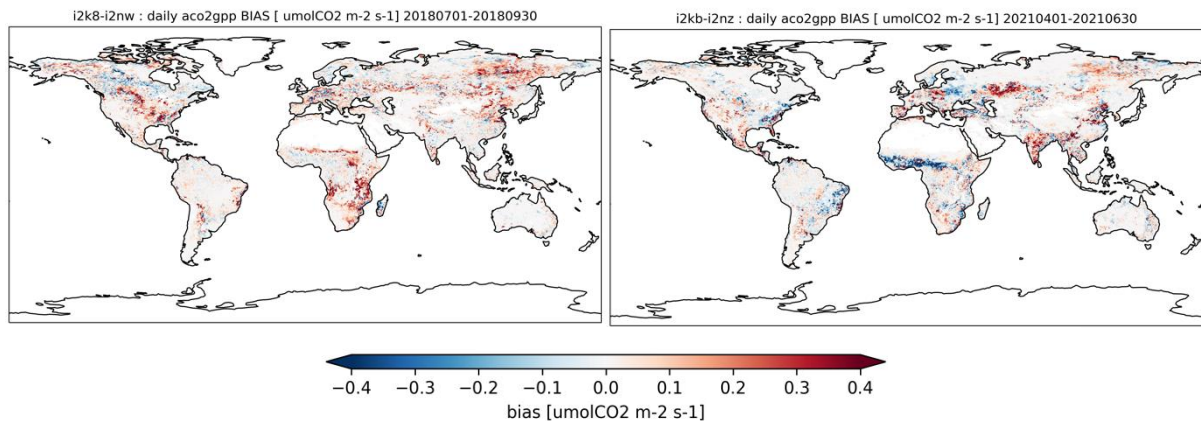 i2k8-i2nw : daily aco2gpp BIAS [ umolCO2 m-2 s-1] 20180701-20180930
i2kb-i2nz : daily aco2gpp BIAS [ umolCO2 m-2 s-1] 20210401-20210630
−0.4 −0.3 −0.2 −0.1 0.0 0.1 0.2 0.3 0.4
bias [umolCO2 m-2 s-1]